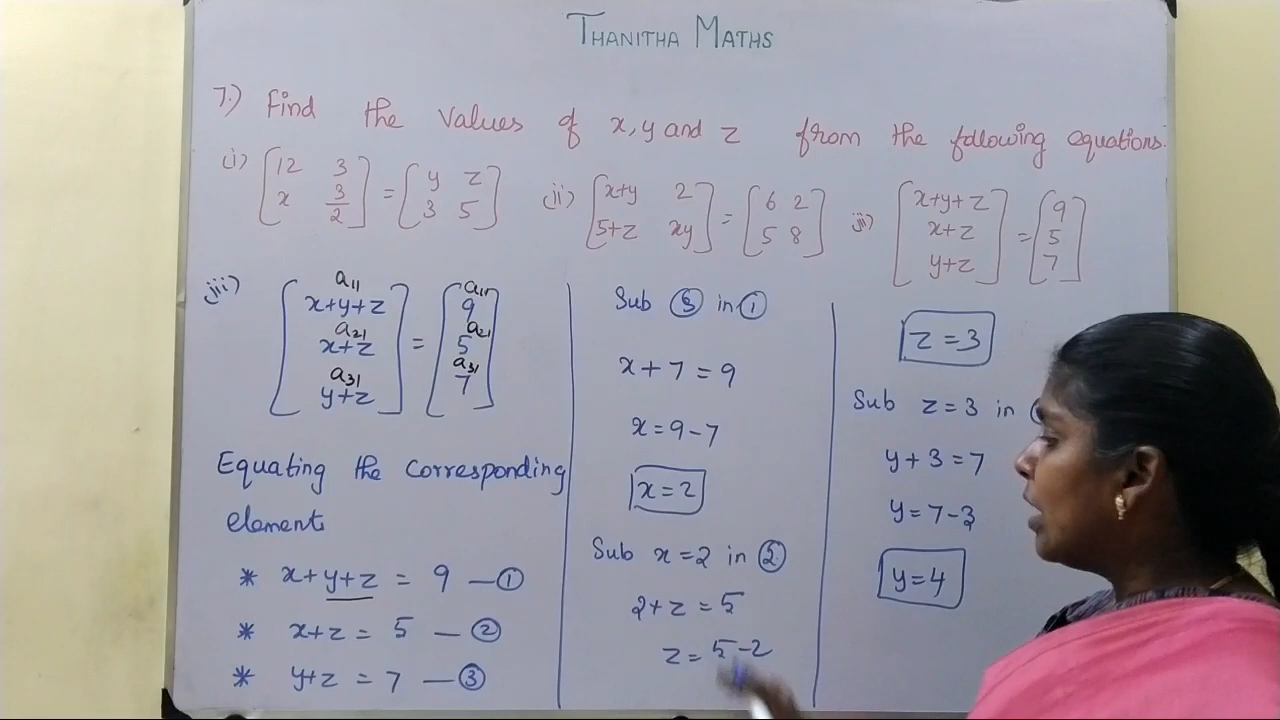 THANITHA MATHS
7.) Find the values of x, y and z from the following equations.
(i) [12 3 = [y z
x 3/2] 3 5]
(ii) [x+y 2 = [6 2
5+z xy] 5 8]
(iii) [x+y+z = [9
x+z 5
y+z] 7]
(iii) a11 a11
x+y+z 9
a21 a21
x+z = 5
a31 a31
y+z 7
Equating the corresponding
elements
* x+y+z = 9 — ①
* x+z = 5 — ②
* y+z = 7 — ③
Sub ③ in ①
x + 7 = 9
x = 9-7
x = 2
Sub x = 2 in ②
2 + z = 5
z = 5-2
z = 3
Sub z = 3 in
y + 3 = 7
y = 7-3
y = 4